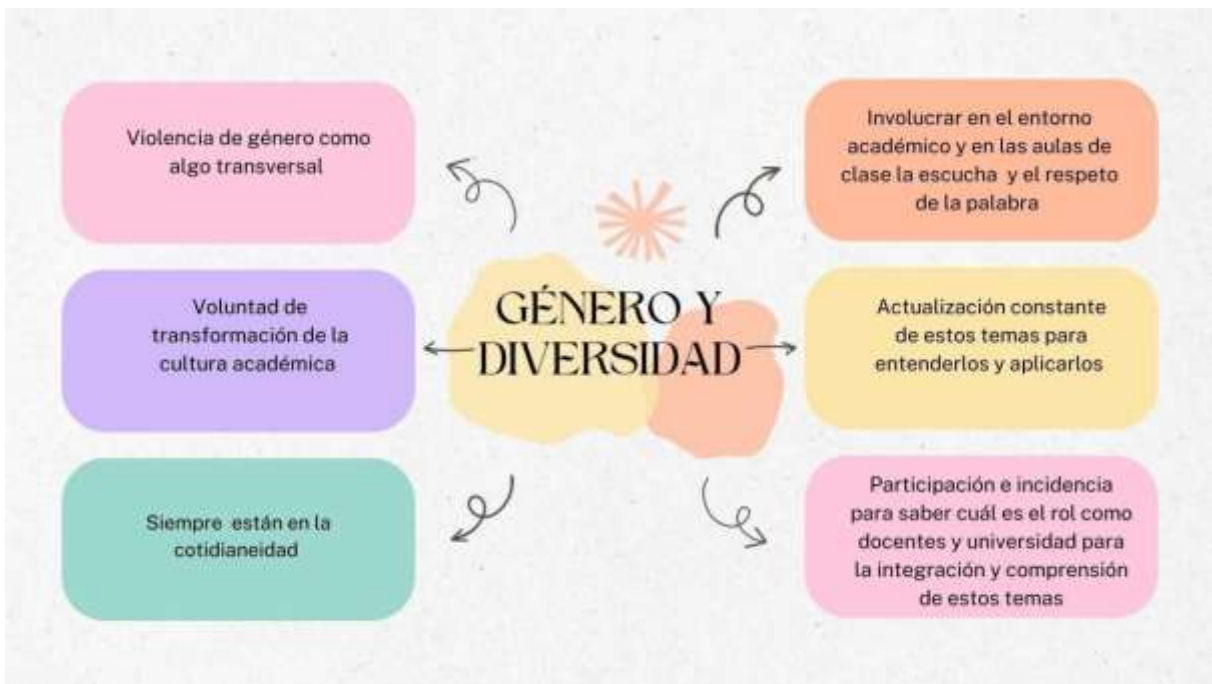 Violencia de género como
algo transversal
Voluntad de
transformación de la
cultura académica
Siempre están en la
cotidianeidad
GÉNERO Y
DIVERSIDAD
Involucrar en el entorno
académico y en las aulas de
clase la escucha y el respeto
de la palabra
Actualización constante
de estos temas para
entenderlos y aplicarlos
Participación e incidencia
para saber cuál es el rol como
docentes y universidad para
la integración y comprensión
de estos temas